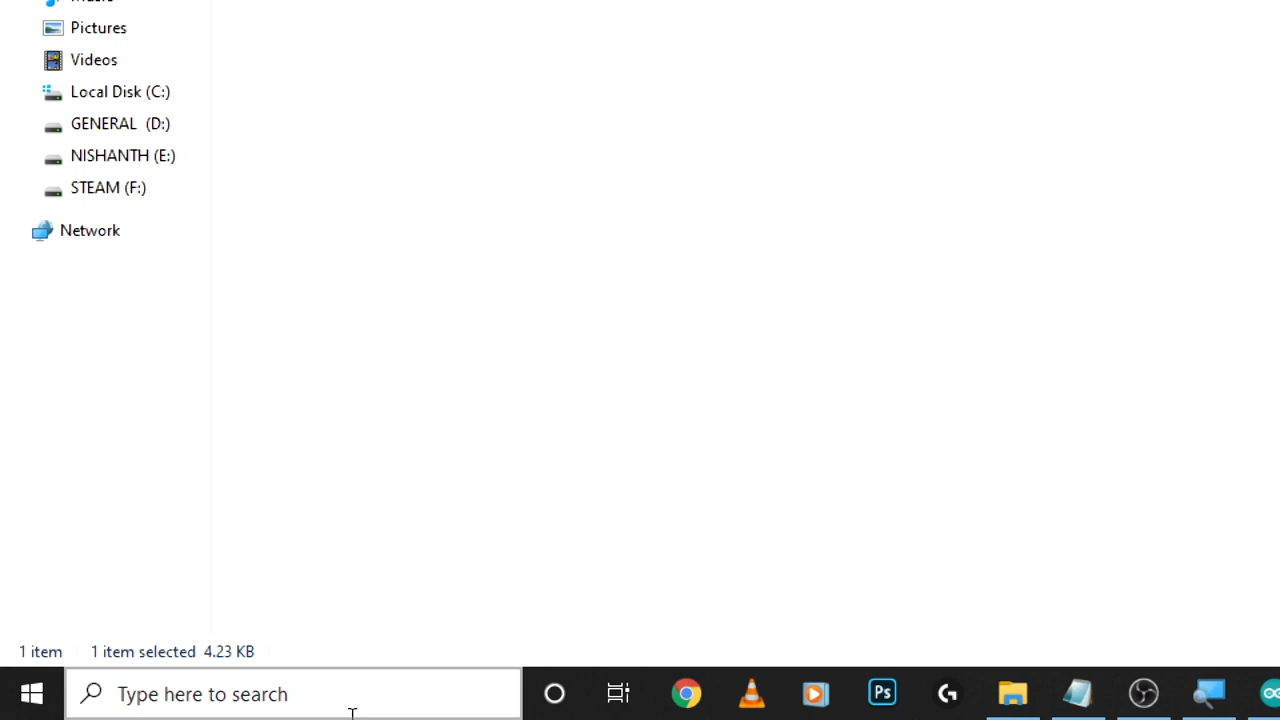 Pictures
Videos
Local Disk (C:)
GENERAL (D:)
NISHANTH (E:)
STEAM (F:)
Network
1 item 1 item selected 4.23 KB
Type here to search
Ps